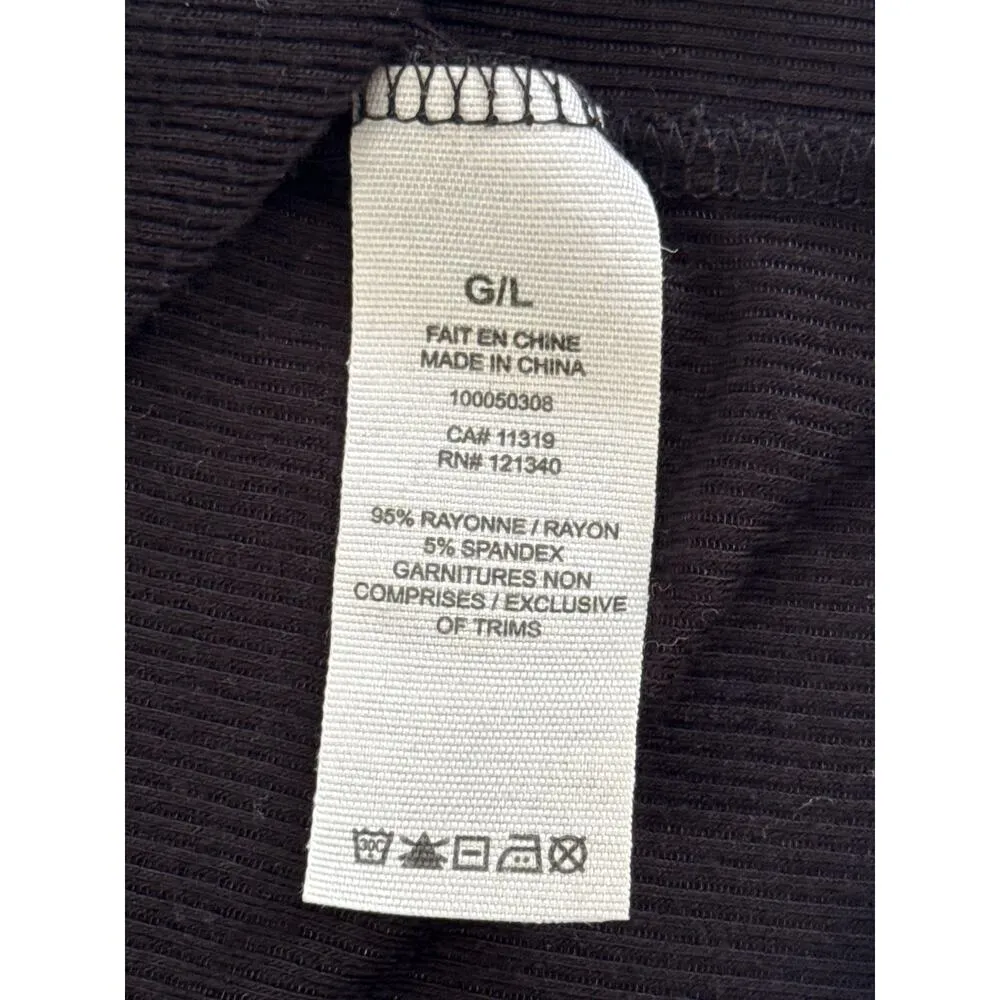 G/L
FAIT EN CHINE
MADE IN CHINA
100050308
CA# 11319
RN# 121340
95% RAYONNE / RAYON
5% SPANDEX
GARNITURES NON
COMPRISES / EXCLUSIVE
OF TRIMS
30C